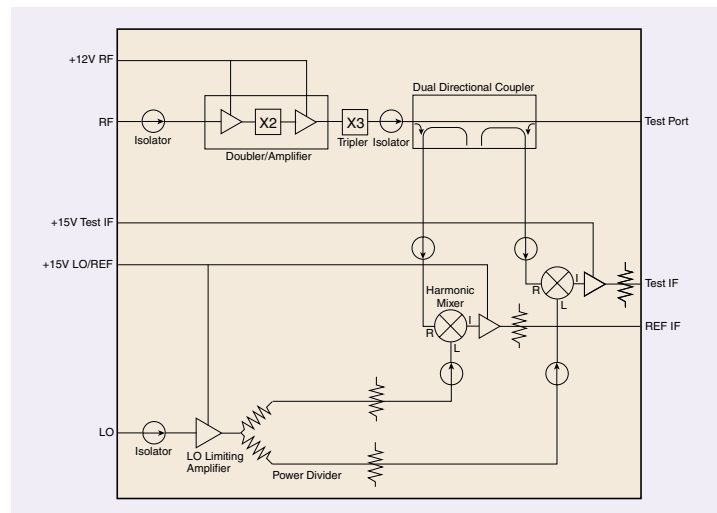 +12V RF
Dual Directional Coupler
RF
X2
X3
Test Port
Isolator
Tripler
Isolator
Doubler/Amplifier
+15V Test IF
+15V LO/REF
Harmonic
Mixer
R
I
L
Test IF
R
I
L
REF IF
LO
Isolator
LO Limiting
Amplifier
Power Divider